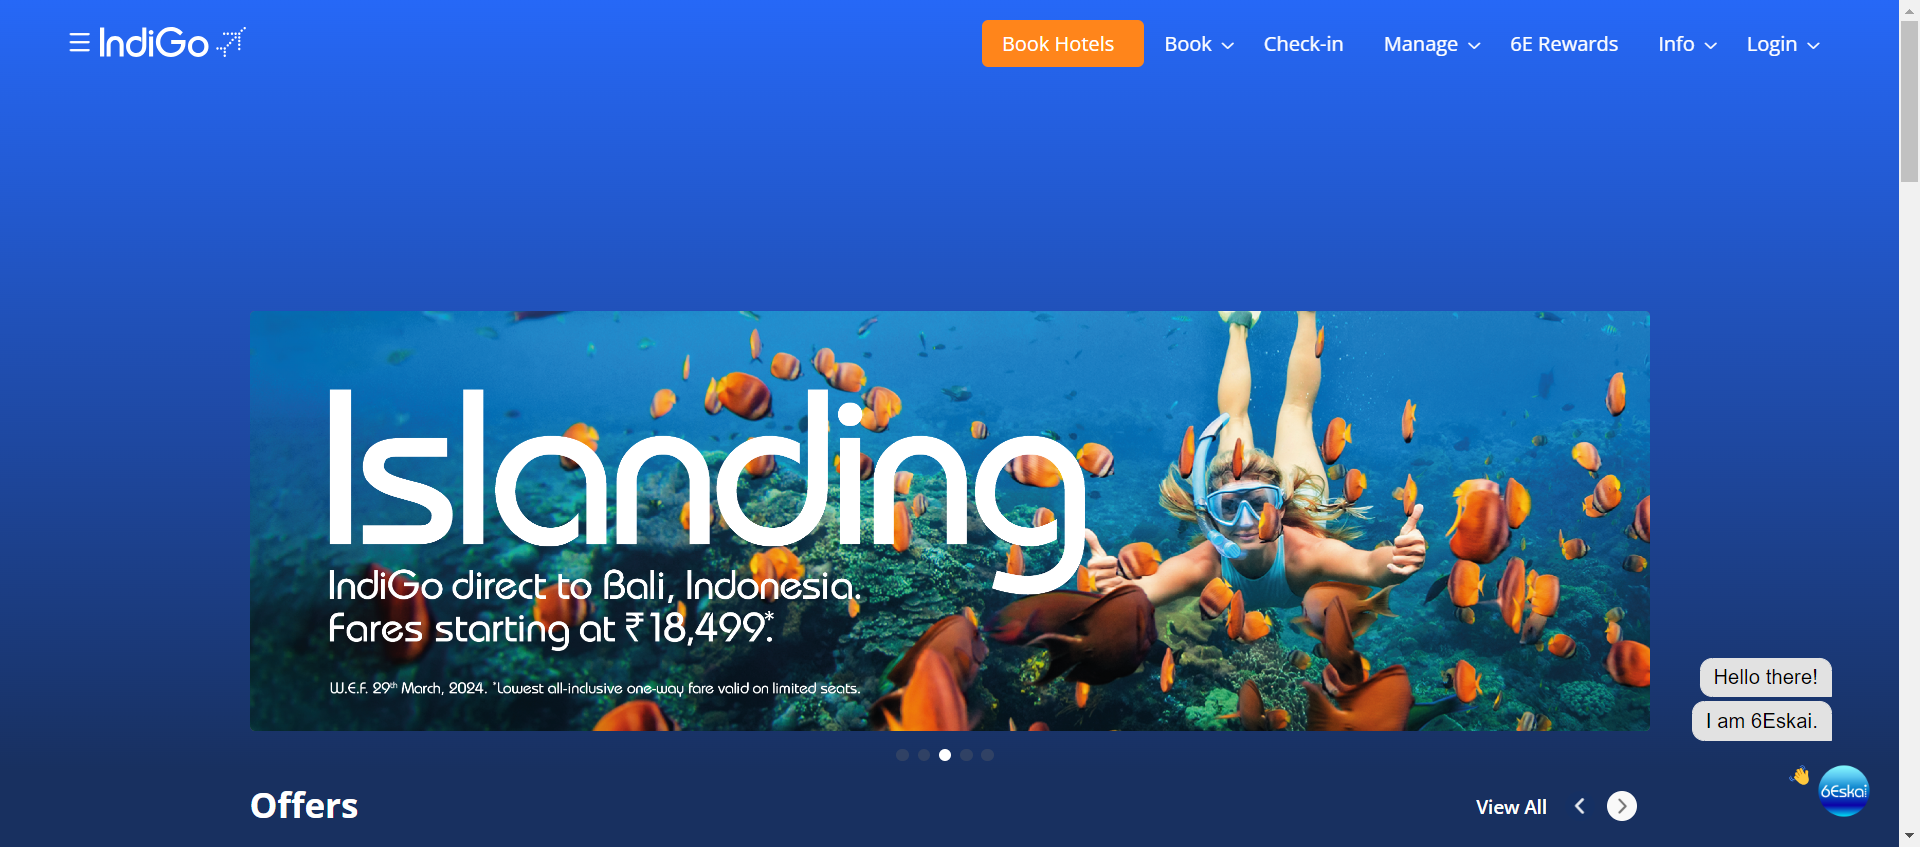 IndiGo
Book Hotels
Book
Check-in
Manage
6E Rewards
Info
Login
Islanding
IndiGo direct to Bali, Indonesia.
Fares starting at ₹18,499*.
W.E.F. 29th March, 2024. *Lowest all-inclusive one-way fare valid on limited seats.
Hello there!
I am 6Eskai.
6Eskai
Offers
View All